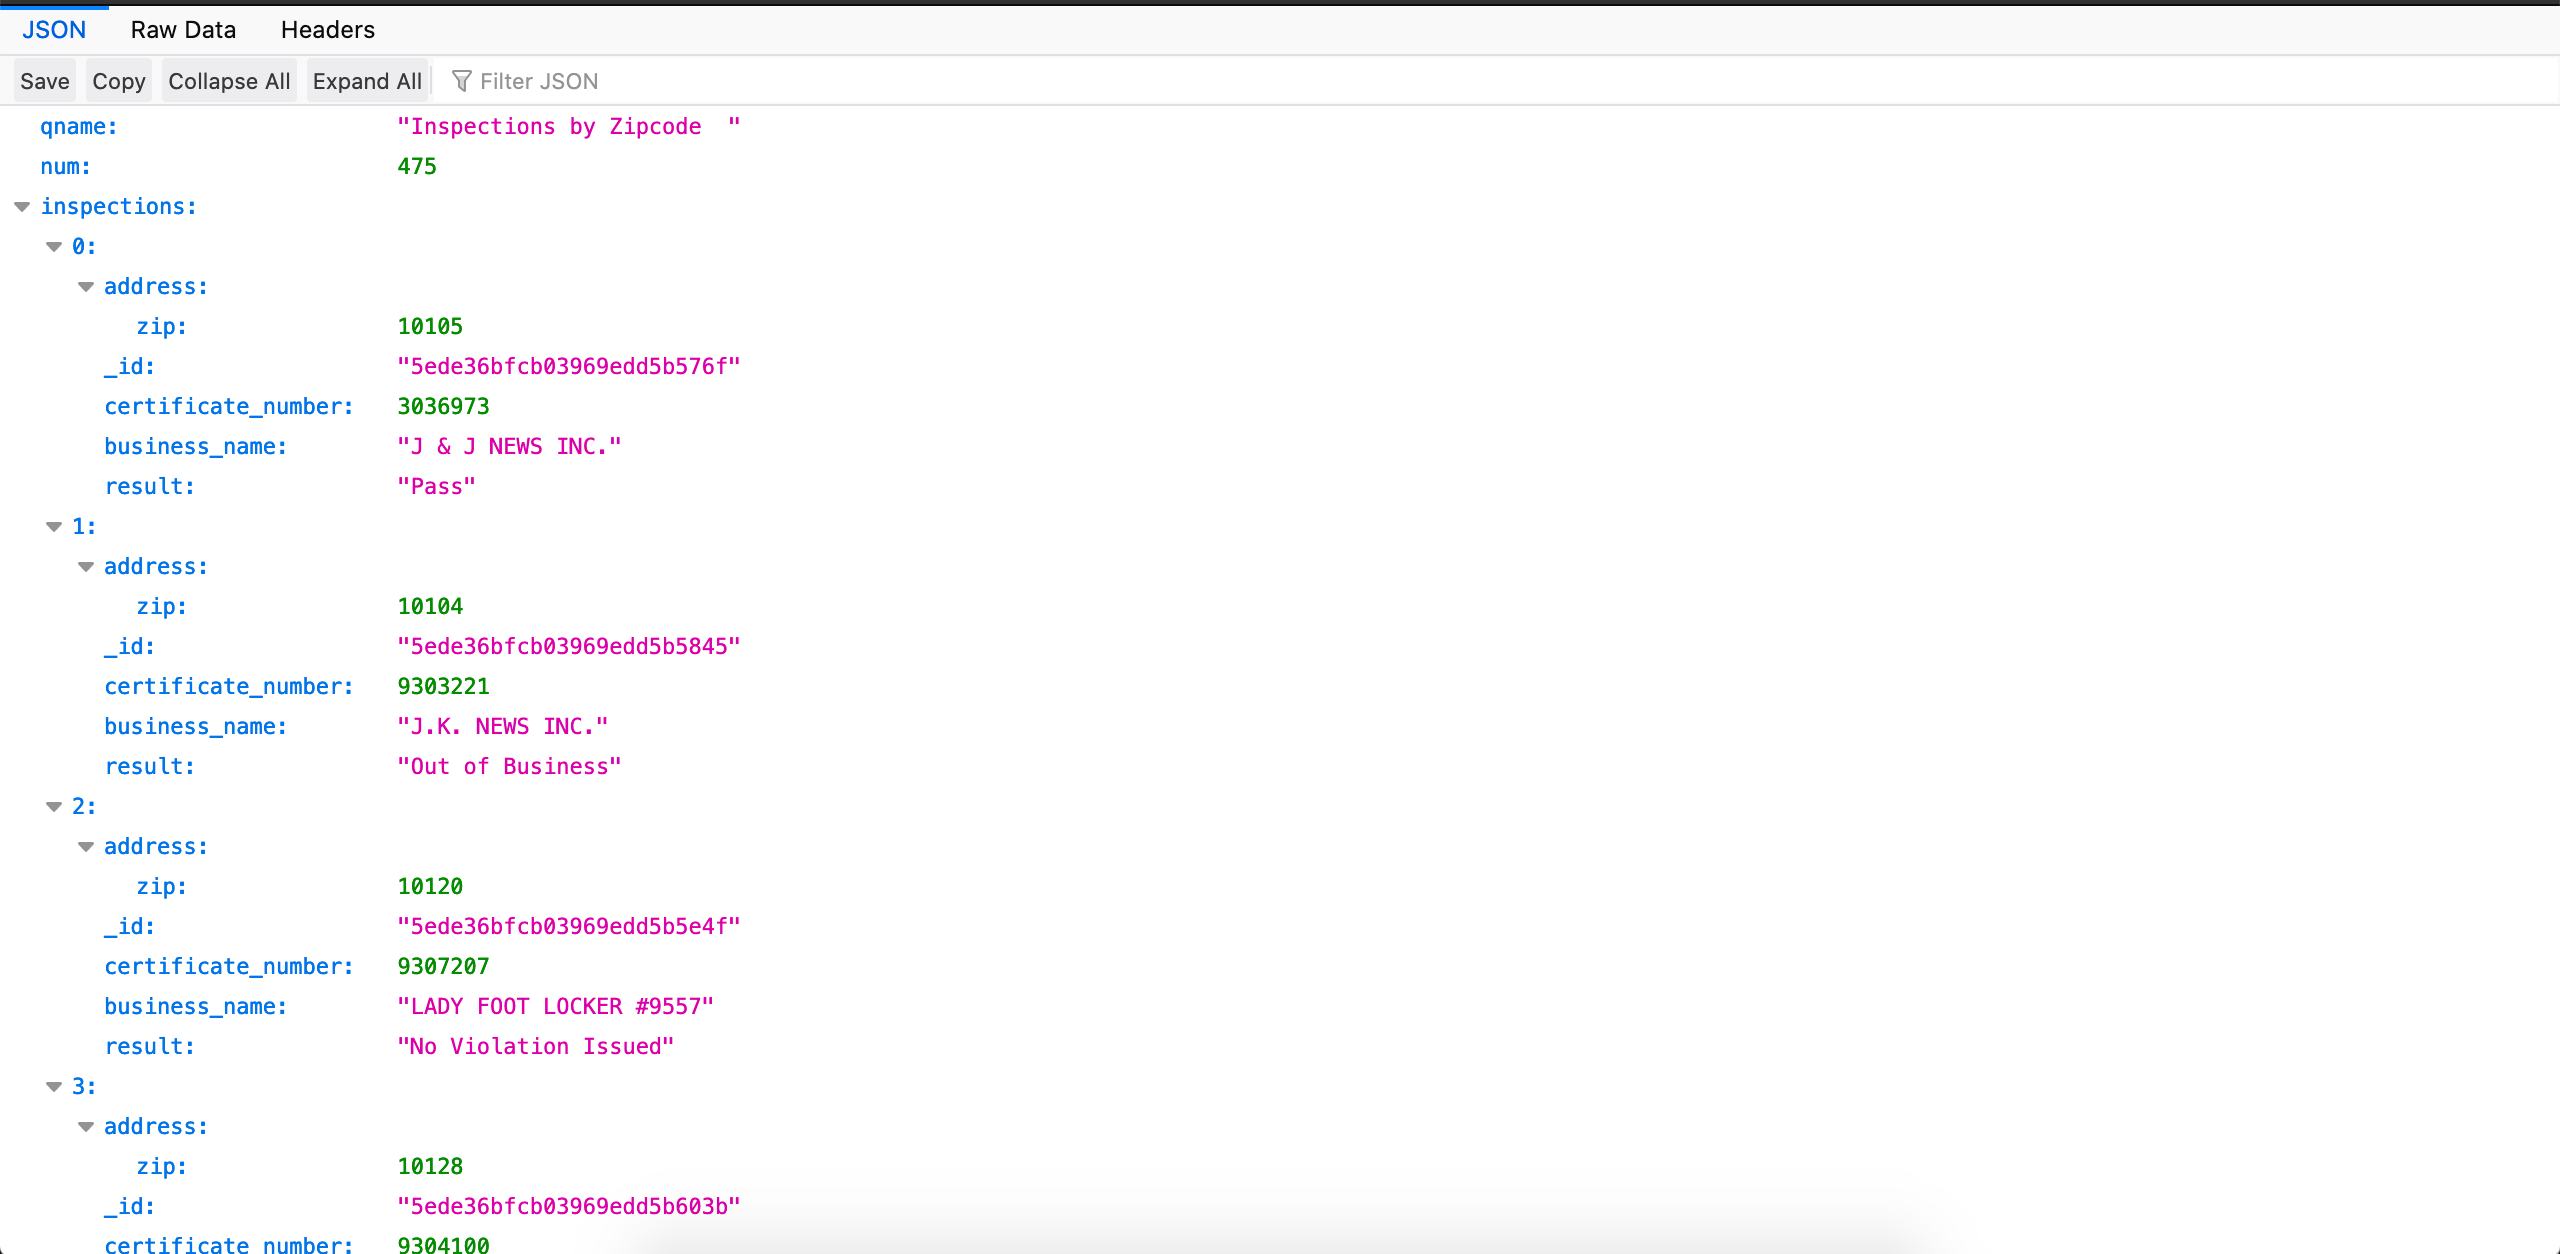 JSON Raw Data Headers
Save Copy Collapse All Expand All Filter JSON
qname: "Inspections by Zipcode  "
num: 475
inspections:
0:
address:
zip: 10105
_id: "5ede36bfcb03969edd5b576f"
certificate_number: 3036973
business_name: "J & J NEWS INC."
result: "Pass"
1:
address:
zip: 10104
_id: "5ede36bfcb03969edd5b5845"
certificate_number: 9303221
business_name: "J.K. NEWS INC."
result: "Out of Business"
2:
address:
zip: 10120
_id: "5ede36bfcb03969edd5b5e4f"
certificate_number: 9307207
business_name: "LADY FOOT LOCKER #9557"
result: "No Violation Issued"
3:
address:
zip: 10128
_id: "5ede36bfcb03969edd5b603b"
certificate_number: 9304100